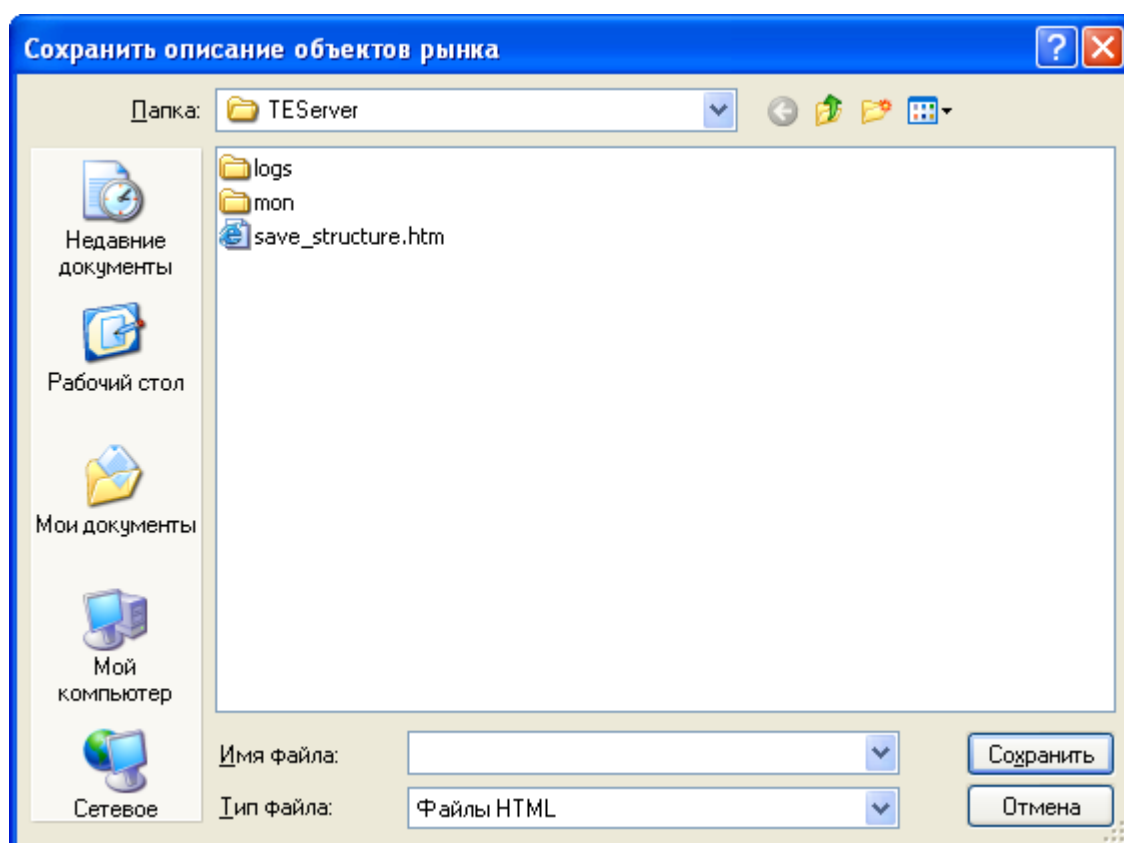 Сохранить описание объектов рынка
Папка: TEServer
logs
mon
save_structure.htm
Недавние
документы
Рабочий стол
Мои документы
Мой
компьютер
Сетевое
Имя файла:
Сохранить
Тип файла: Файлы HTML
Отмена